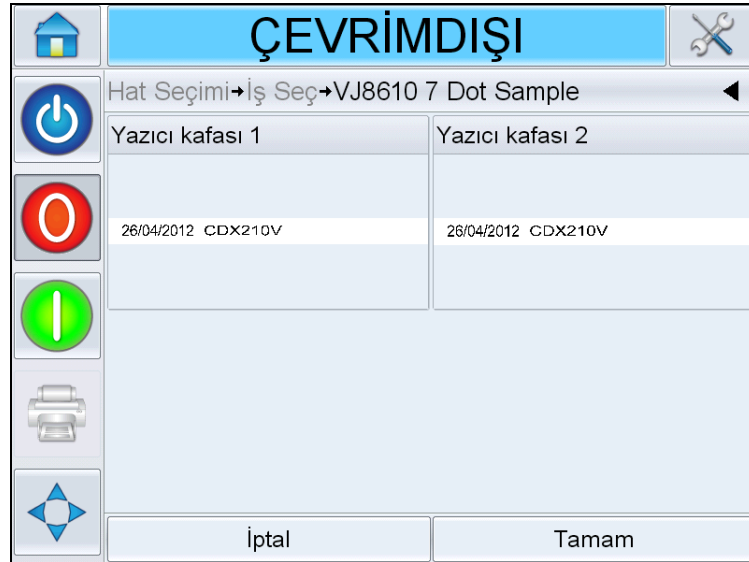 ÇEVRİMDIŞI
Hat Seçimi→İş Seç→VJ8610 7 Dot Sample
Yazıcı kafası 1
Yazıcı kafası 2
26/04/2012 CDX210V
26/04/2012 CDX210V
İptal
Tamam